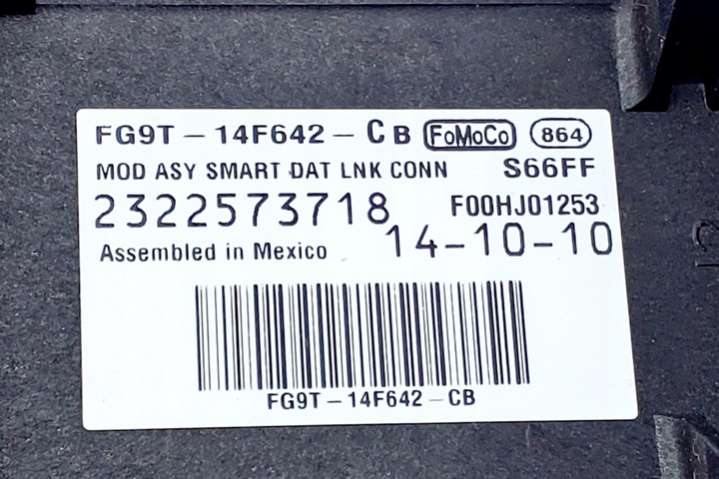 FG9T-14F642-CB FoMoCo 864
MOD ASY SMART DAT LNK CONN S66FF
2322573718 F00HJ01253
Assembled in Mexico 14-10-10
FG9T-14F642-CB